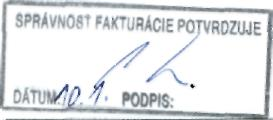 SPRÁVNOSŤ FAKTURÁCIE POTVRDZUJE
DÁTUM: 10.1. PODPIS: